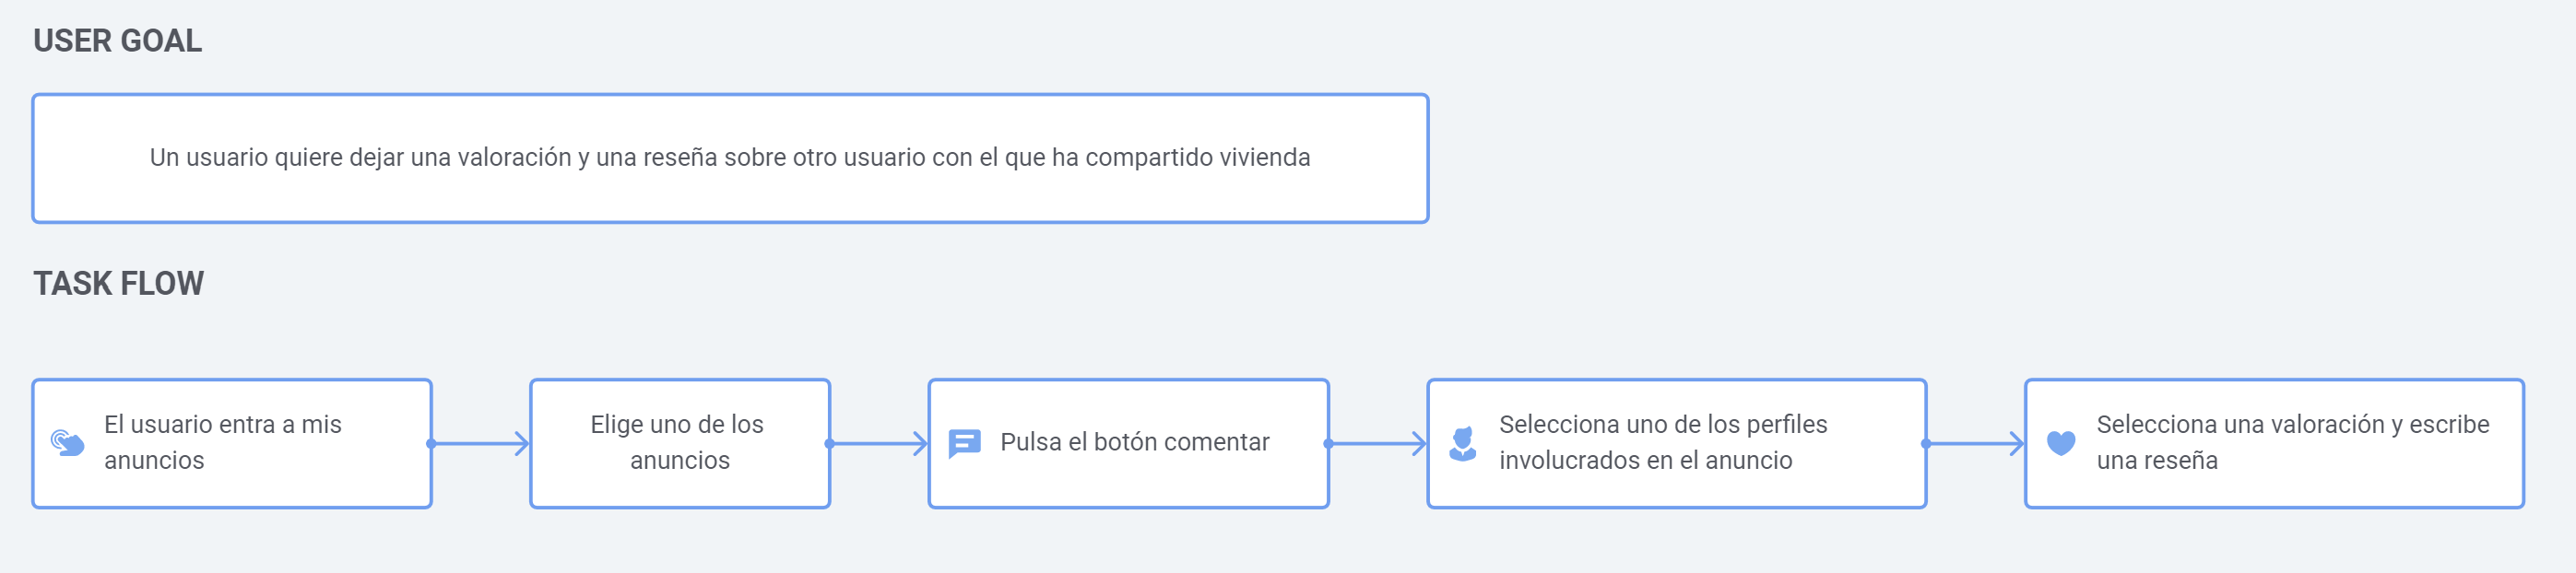 USER GOAL
Un usuario quiere dejar una valoración y una reseña sobre otro usuario con el que ha compartido vivienda
TASK FLOW
El usuario entra a mis
anuncios
Elige uno de los
anuncios
Pulsa el botón comentar
Selecciona uno de los perfiles
involucrados en el anuncio
Selecciona una valoración y escribe
una reseña